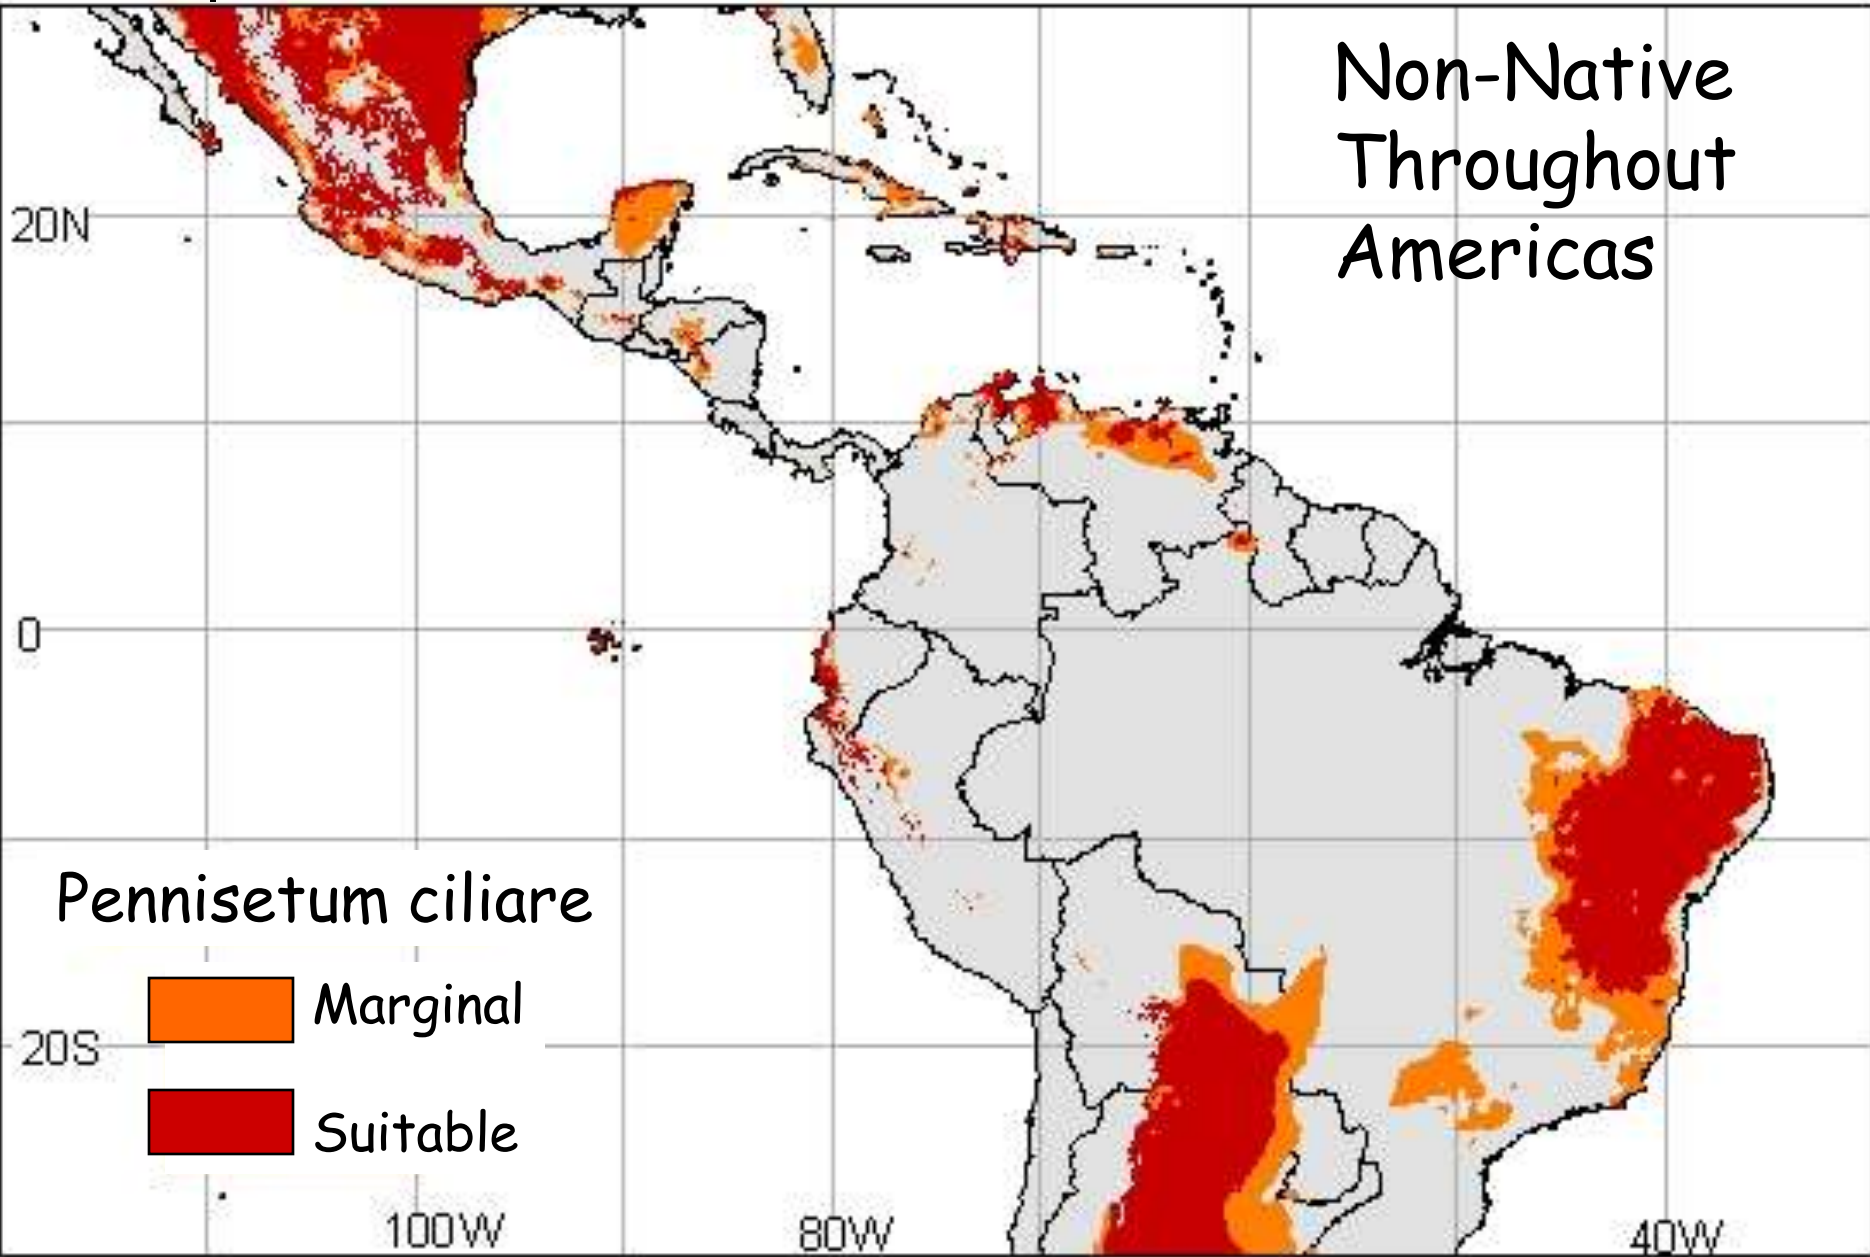 Non-Native
Throughout
Americas
20N
0
Pennisetum ciliare
Marginal
20S
Suitable
100W
80W
40W